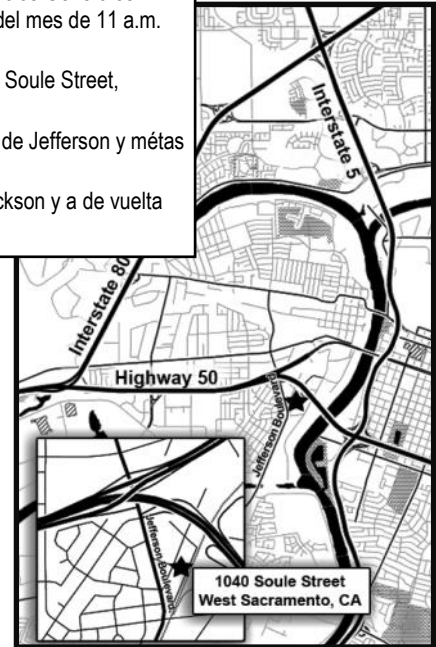 del mes de 11 a.m.
Soule Street,
de Jefferson y métas
ckson y a de vuelta
Interstate 5
Interstate 80
Highway 50
Jefferson Boulevard
Jefferson Boulevard
1040 Soule Street
West Sacramento, CA